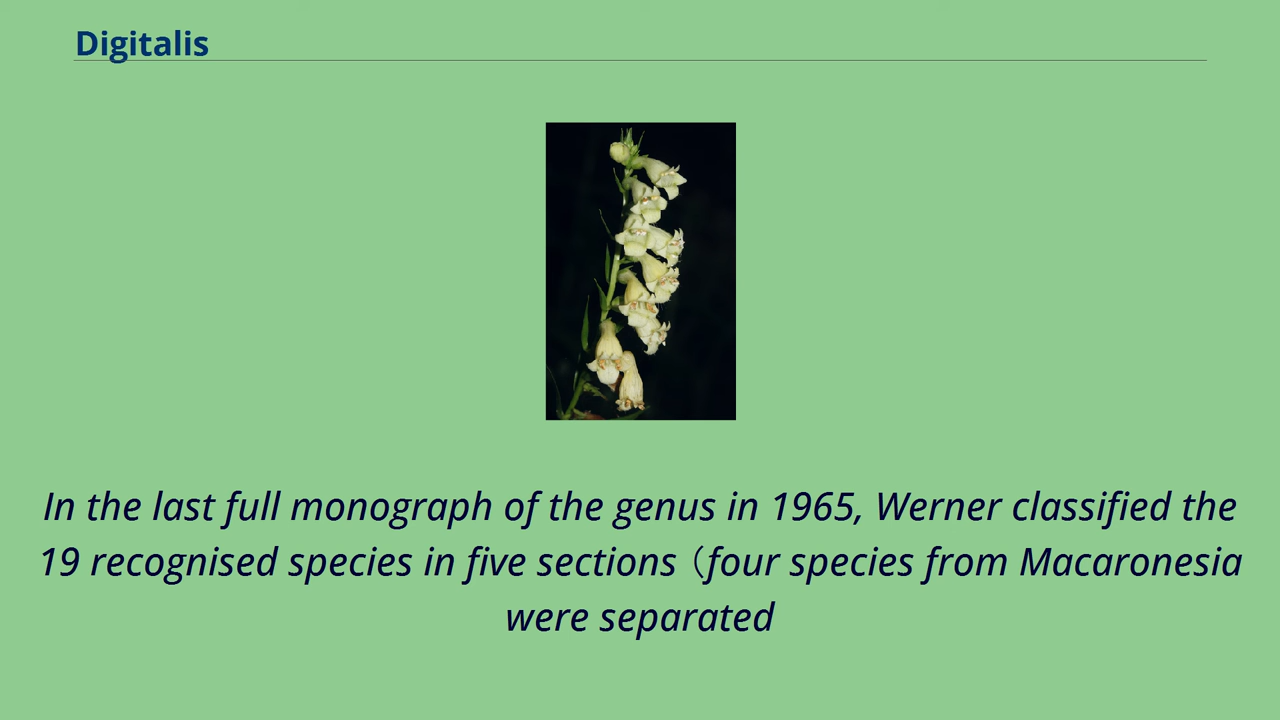 Digitalis
In the last full monograph of the genus in 1965, Werner classified the
19 recognised species in five sections （four species from Macaronesia
were separated